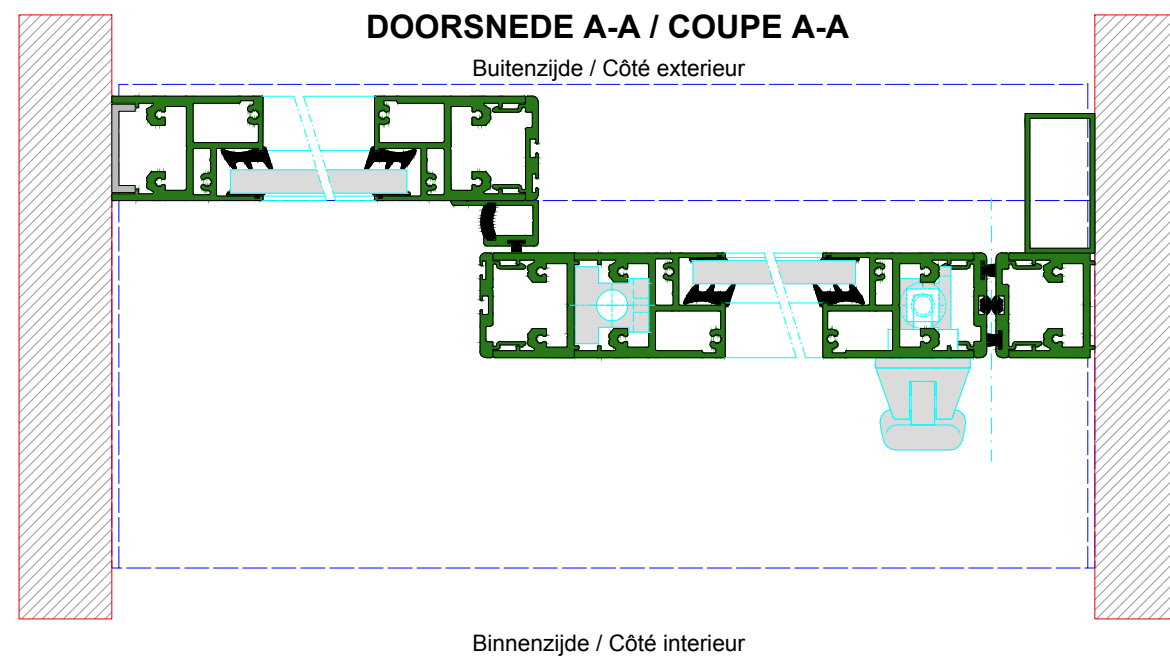 DOORSNEDE A-A / COUPE A-A
Buitenzijde / Côté exterieur
Binnenzijde / Côté interieur